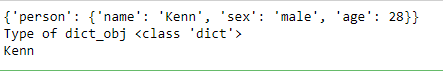 {'person': {'name': 'Kenn', 'sex': 'male', 'age': 28}}
Type of dict_obj <class 'dict'>
Kenn